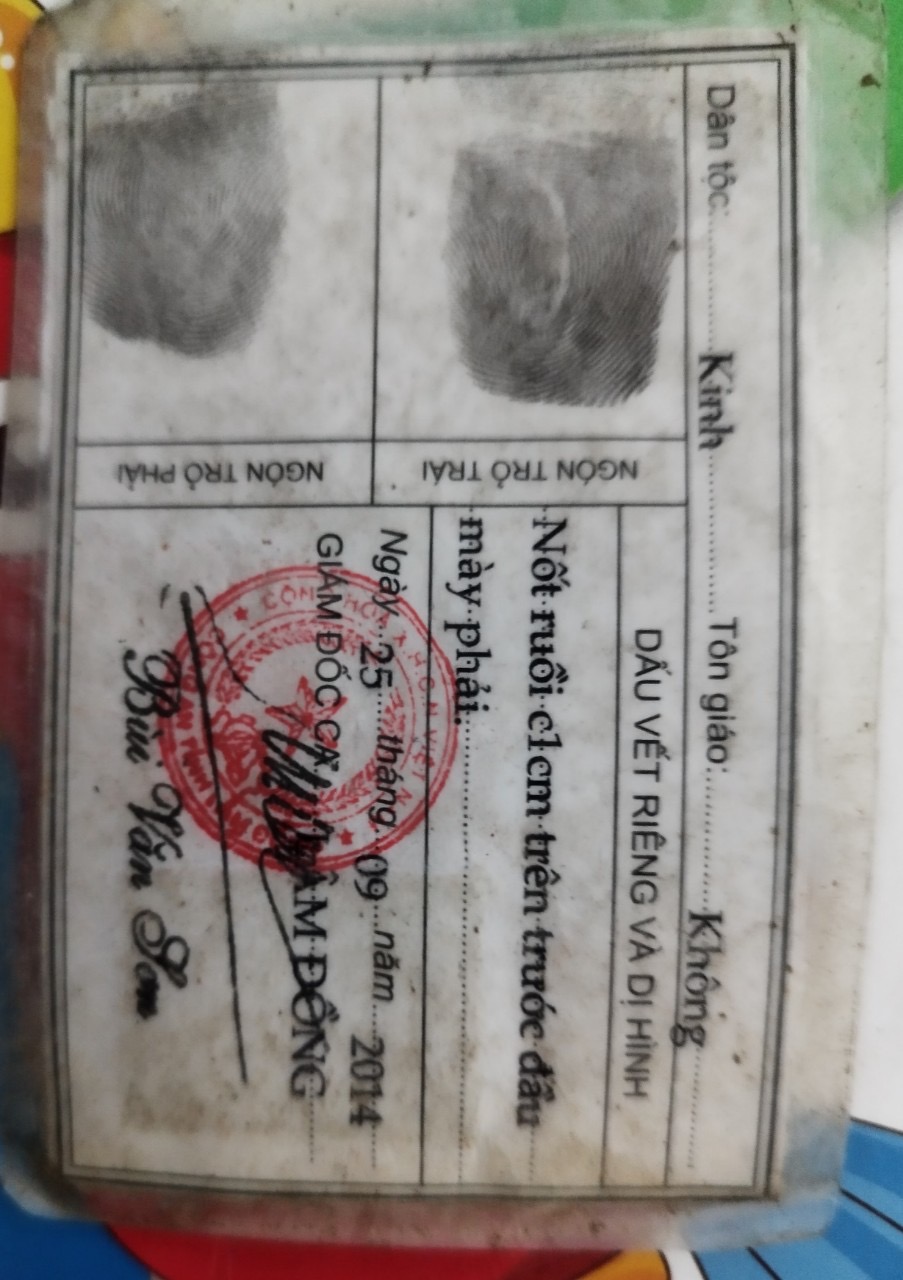 Dân tộc: Kinh Tôn giáo: Không
NGÓN TRỎ TRÁI
NGÓN TRỎ PHẢI
DẤU VẾT RIÊNG VÀ DỊ HÌNH
Nốt ruồi c1cm trên trước đầu
mày phải.
Ngày 25 tháng 09 năm 2014
GIÁM ĐỐC CA LÂM ĐỒNG
Bùi Văn Sơn